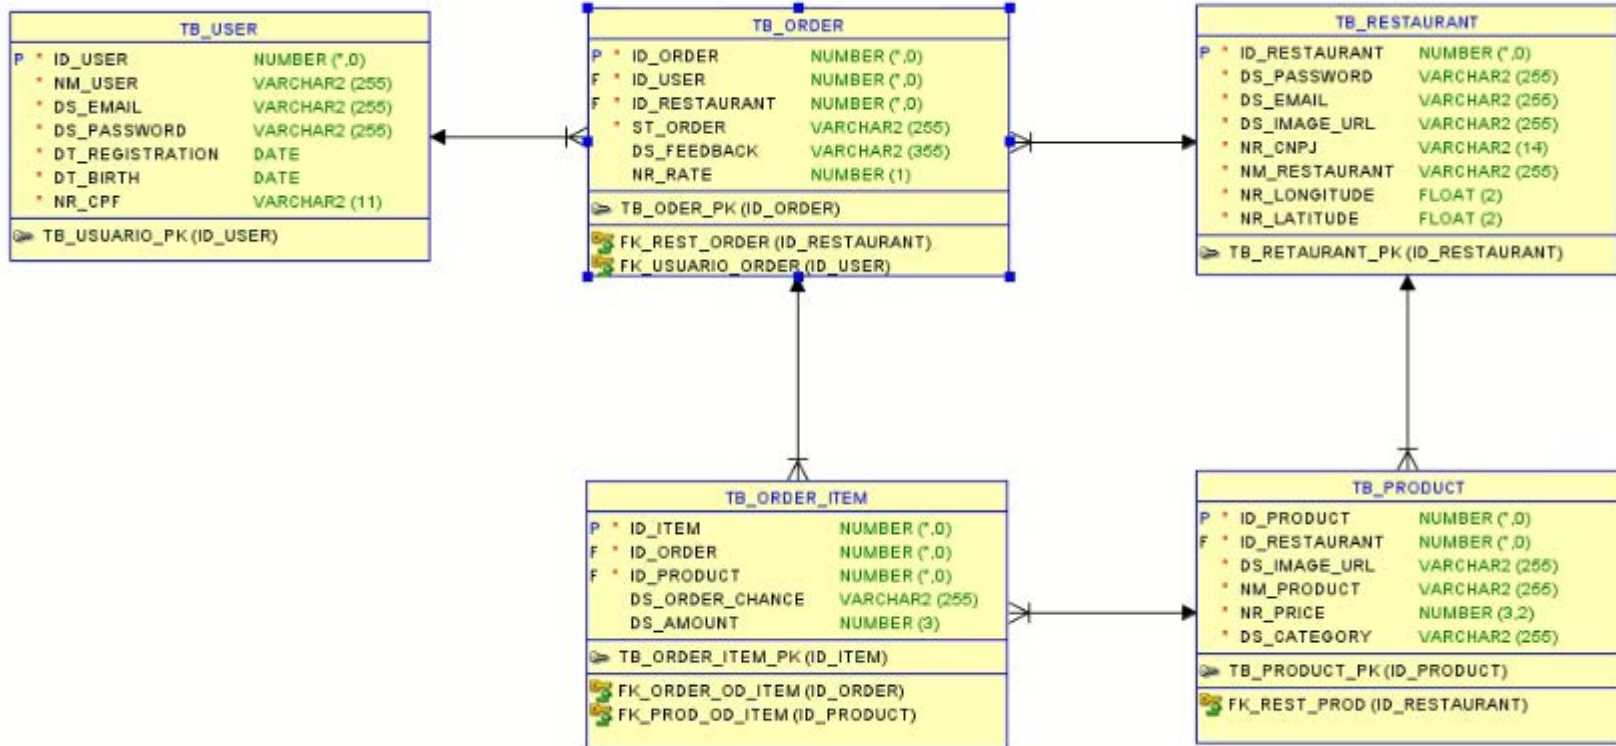 TB_USER
P * ID_USER NUMBER (*,0)
* NM_USER VARCHAR2 (255)
* DS_EMAIL VARCHAR2 (255)
* DS_PASSWORD VARCHAR2 (255)
* DT_REGISTRATION DATE
* DT_BIRTH DATE
* NR_CPF VARCHAR2 (11)
TB_USUARIO_PK (ID_USER)
TB_ORDER
P * ID_ORDER NUMBER (*,0)
F * ID_USER NUMBER (*,0)
F * ID_RESTAURANT NUMBER (*,0)
* ST_ORDER VARCHAR2 (255)
DS_FEEDBACK VARCHAR2 (355)
NR_RATE NUMBER (1)
TB_ODER_PK (ID_ORDER)
FK_REST_ORDER (ID_RESTAURANT)
FK_USUARIO_ORDER (ID_USER)
TB_RESTAURANT
P * ID_RESTAURANT NUMBER (*,0)
* DS_PASSWORD VARCHAR2 (255)
* DS_EMAIL VARCHAR2 (255)
* DS_IMAGE_URL VARCHAR2 (255)
* NR_CNPJ VARCHAR2 (14)
* NM_RESTAURANT VARCHAR2 (255)
* NR_LONGITUDE FLOAT (2)
* NR_LATITUDE FLOAT (2)
TB_RETAURANT_PK (ID_RESTAURANT)
TB_ORDER_ITEM
P * ID_ITEM NUMBER (*,0)
F * ID_ORDER NUMBER (*,0)
F * ID_PRODUCT NUMBER (*,0)
DS_ORDER_CHANCE VARCHAR2 (255)
DS_AMOUNT NUMBER (3)
TB_ORDER_ITEM_PK (ID_ITEM)
FK_ORDER_OD_ITEM (ID_ORDER)
FK_PROD_OD_ITEM (ID_PRODUCT)
TB_PRODUCT
P * ID_PRODUCT NUMBER (*,0)
F * ID_RESTAURANT NUMBER (*,0)
* DS_IMAGE_URL VARCHAR2 (255)
* NM_PRODUCT VARCHAR2 (255)
* NR_PRICE NUMBER (3,2)
* DS_CATEGORY VARCHAR2 (255)
TB_PRODUCT_PK (ID_PRODUCT)
FK_REST_PROD (ID_RESTAURANT)